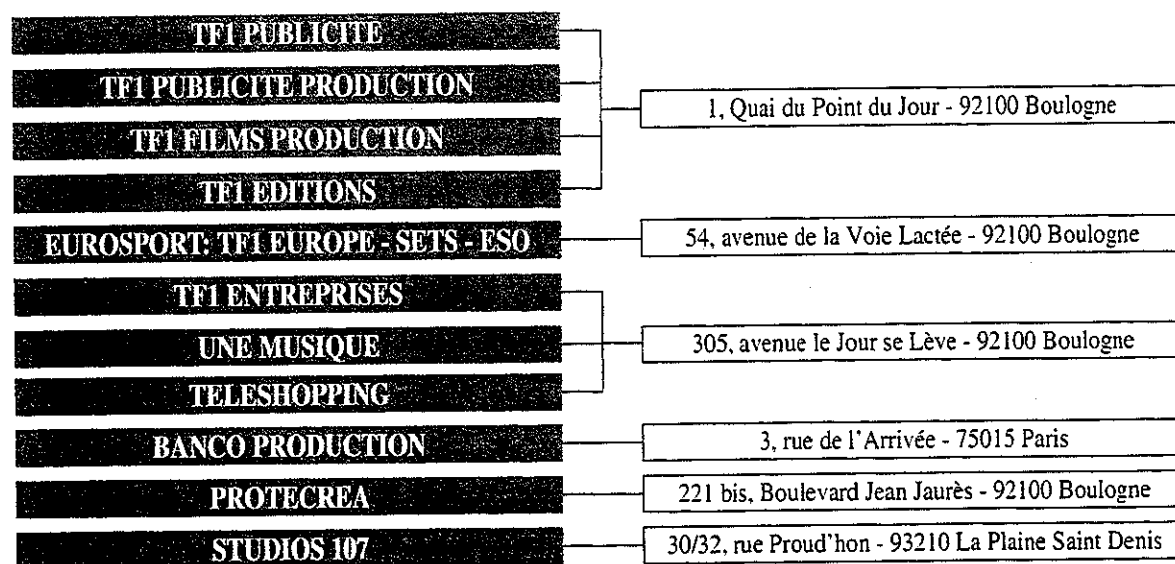 TF1 PUBLICITE
TF1 PUBLICITE PRODUCTION
TF1 FILMS PRODUCTION
TF1 EDITIONS
1, Quai du Point du Jour - 92100 Boulogne
EUROSPORT: TF1 EUROPE - SETS - ESO
54, avenue de la Voie Lactée - 92100 Boulogne
TF1 ENTREPRISES
UNE MUSIQUE
TELESHOPPING
305, avenue le Jour se Lève - 92100 Boulogne
BANCO PRODUCTION
3, rue de l'Arrivée - 75015 Paris
PROTECREA
221 bis, Boulevard Jean Jaurès - 92100 Boulogne
STUDIOS 107
30/32, rue Proud'hon - 93210 La Plaine Saint Denis